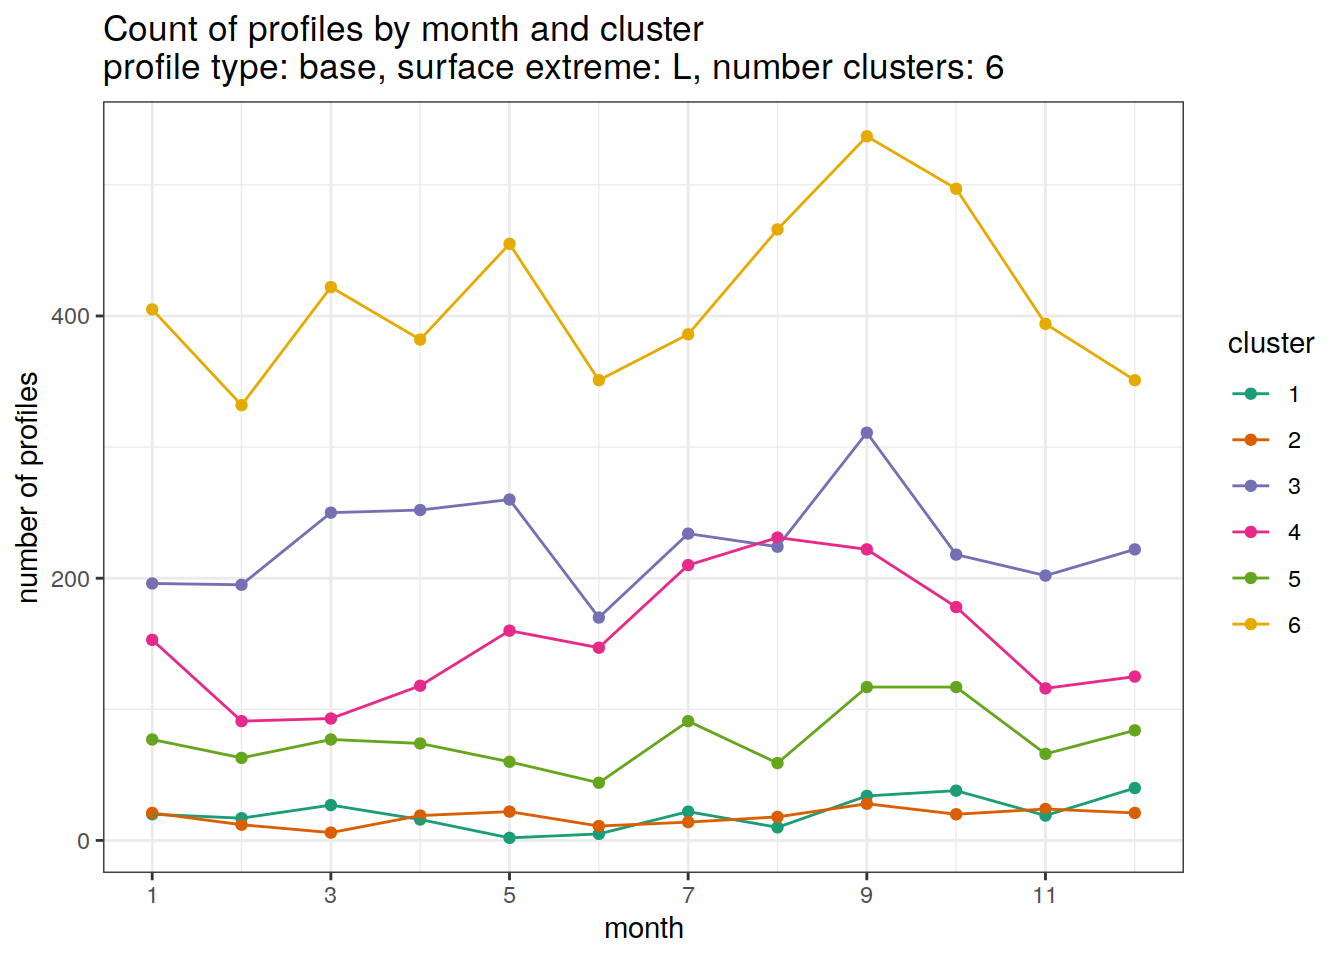 Count of profiles by month and cluster
profile type: base, surface extreme: L, number clusters: 6
number of profiles
400
200
0
1 3 5 7 9 11
month
cluster
1
2
3
4
5
6